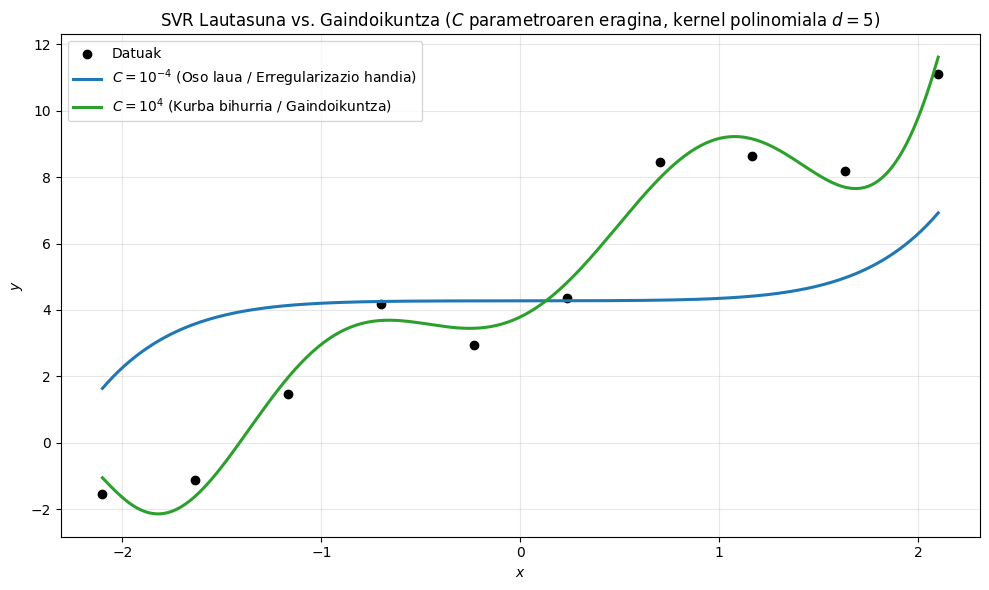 SVR Lautasuna vs. Gaindoikuntza (C parametroaren eragina, kernel polinomiala d = 5)
Datuak
C = 10⁻⁴ (Oso laua / Erregularizazio handia)
C = 10⁴ (Kurba bihurria / Gaindoikuntza)
12
10
8
6
4
2
0
−2
y
−2
−1
0
1
2
x